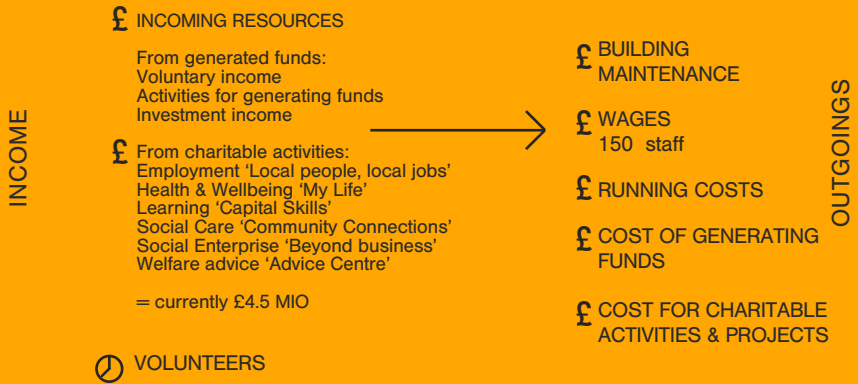 INCOME
£ INCOMING RESOURCES
From generated funds:
Voluntary income
Activities for generating funds
Investment income
£ From charitable activities:
Employment ‘Local people, local jobs’
Health & Wellbeing ‘My Life’
Learning ‘Capital Skills’
Social Care ‘Community Connections’
Social Enterprise ‘Beyond business’
Welfare advice ‘Advice Centre’
= currently £4.5 MIO
VOLUNTEERS
£ BUILDING
MAINTENANCE
£ WAGES
150 staff
£ RUNNING COSTS
£ COST OF GENERATING
FUNDS
£ COST FOR CHARITABLE
ACTIVITIES & PROJECTS
OUTGOINGS